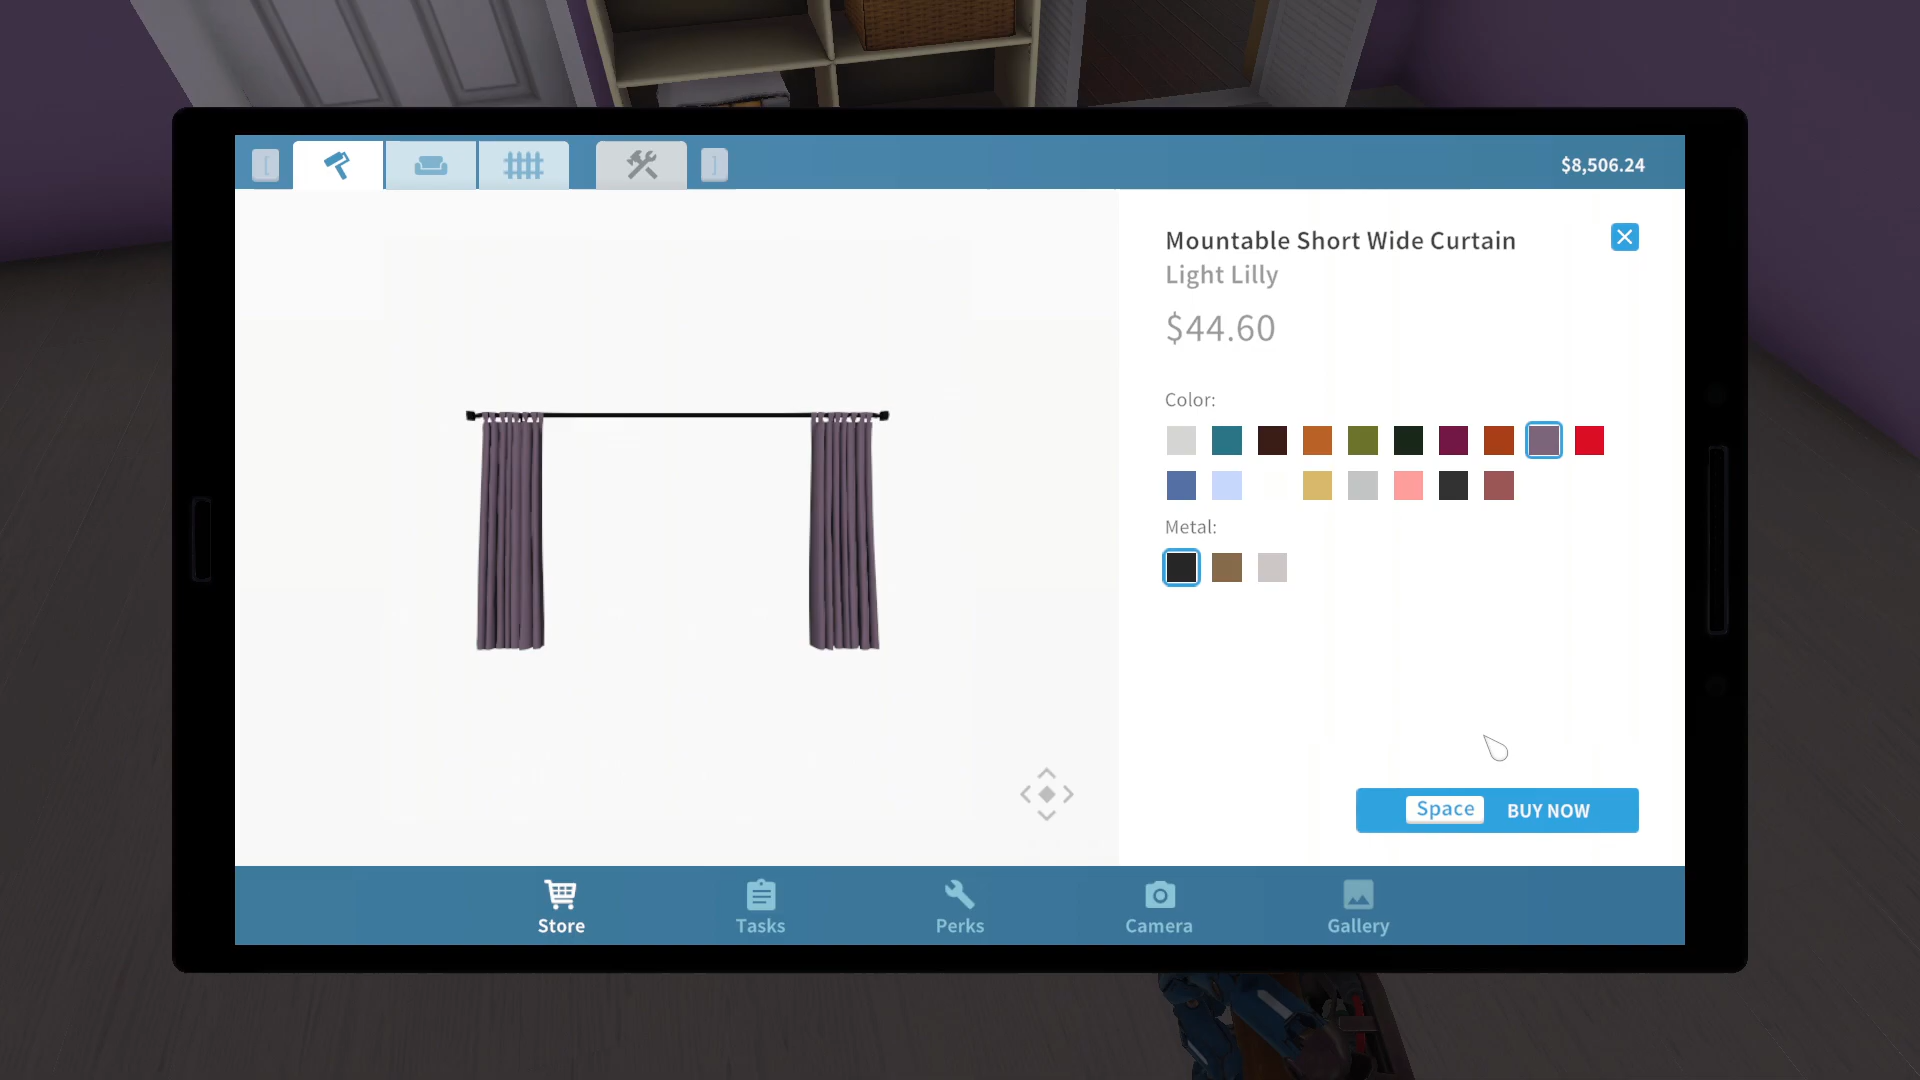 [
]
$8,506.24
Mountable Short Wide Curtain
Light Lilly
$44.60
Color:
Metal:
Space BUY NOW
Store
Tasks
Perks
Camera
Gallery